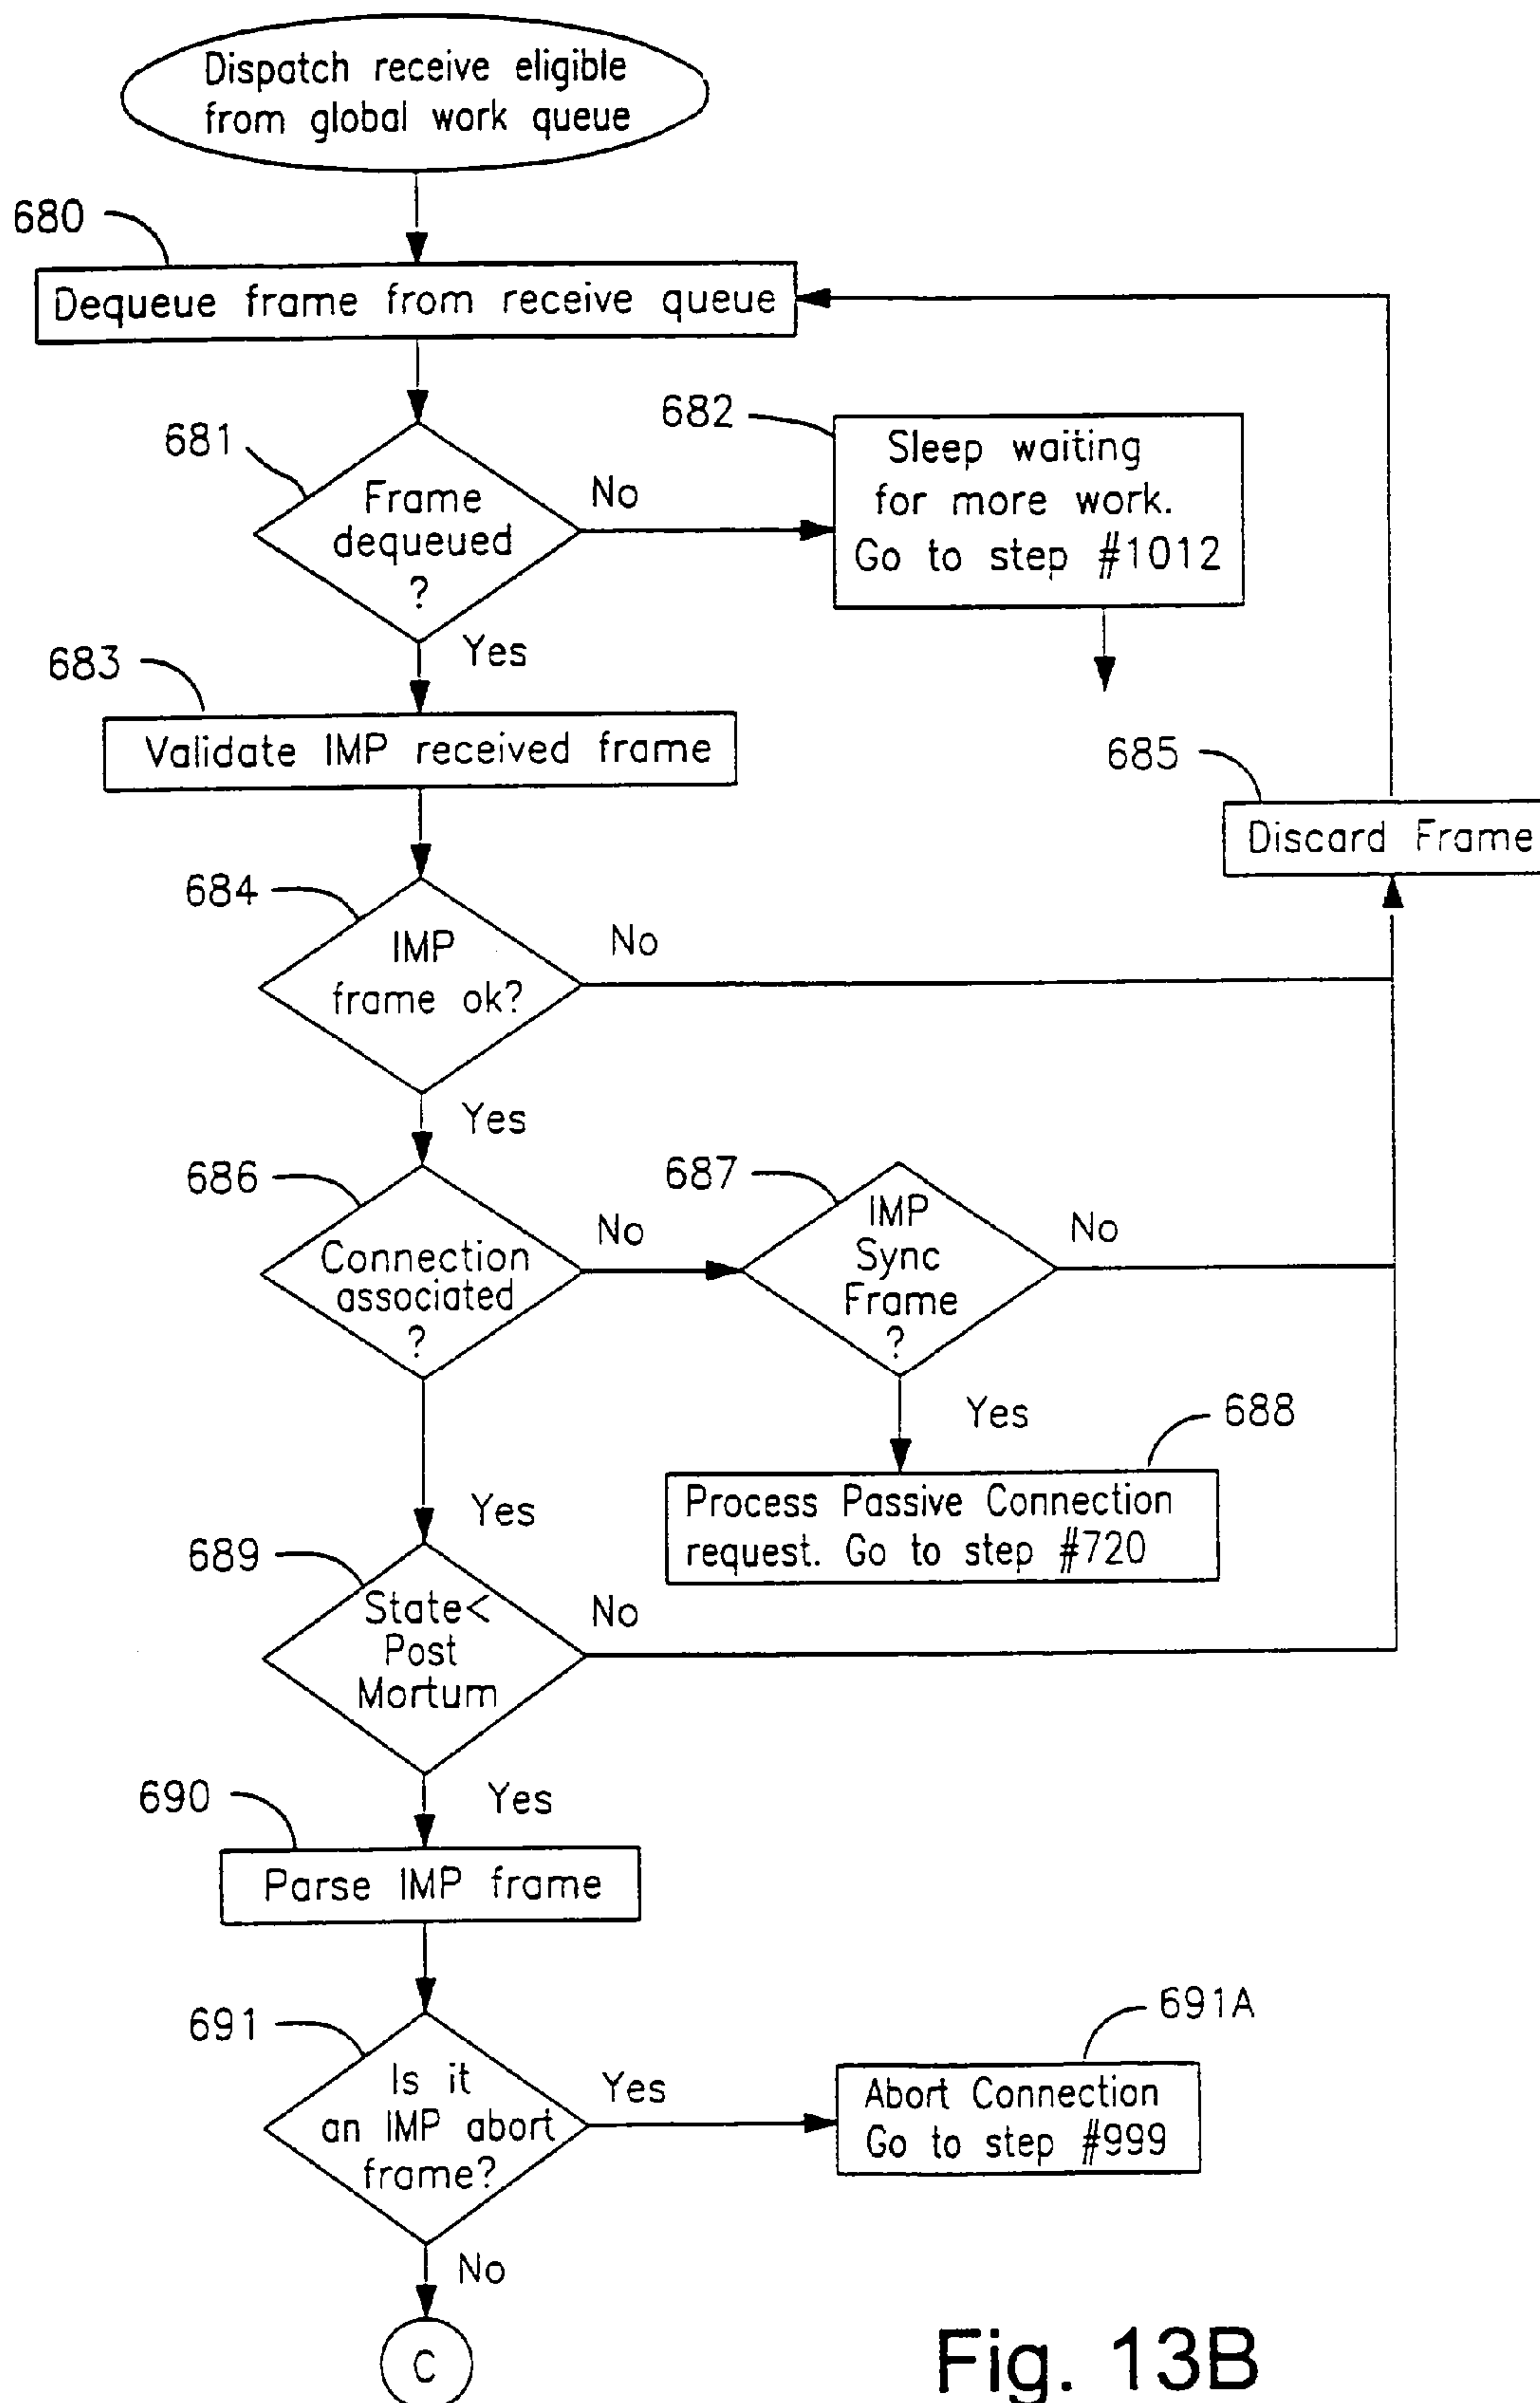 Dispatch receive eligible
from global work queue
680
Dequeue frame from receive queue
681
Frame
dequeued
?
No
682
Sleep waiting
for more work.
Go to step #1012
Yes
683
Validate IMP received frame
685
Discard Frame
684
IMP
frame ok?
No
Yes
686
Connection
associated
?
No
687
IMP
Sync
Frame
?
No
Yes
688
Process Passive Connection
request. Go to step #720
Yes
689
State<
Post
Mortum
No
Yes
690
Parse IMP frame
691
Is it
an IMP abort
frame?
Yes
691A
Abort Connection
Go to step #999
No
C
Fig. 13B